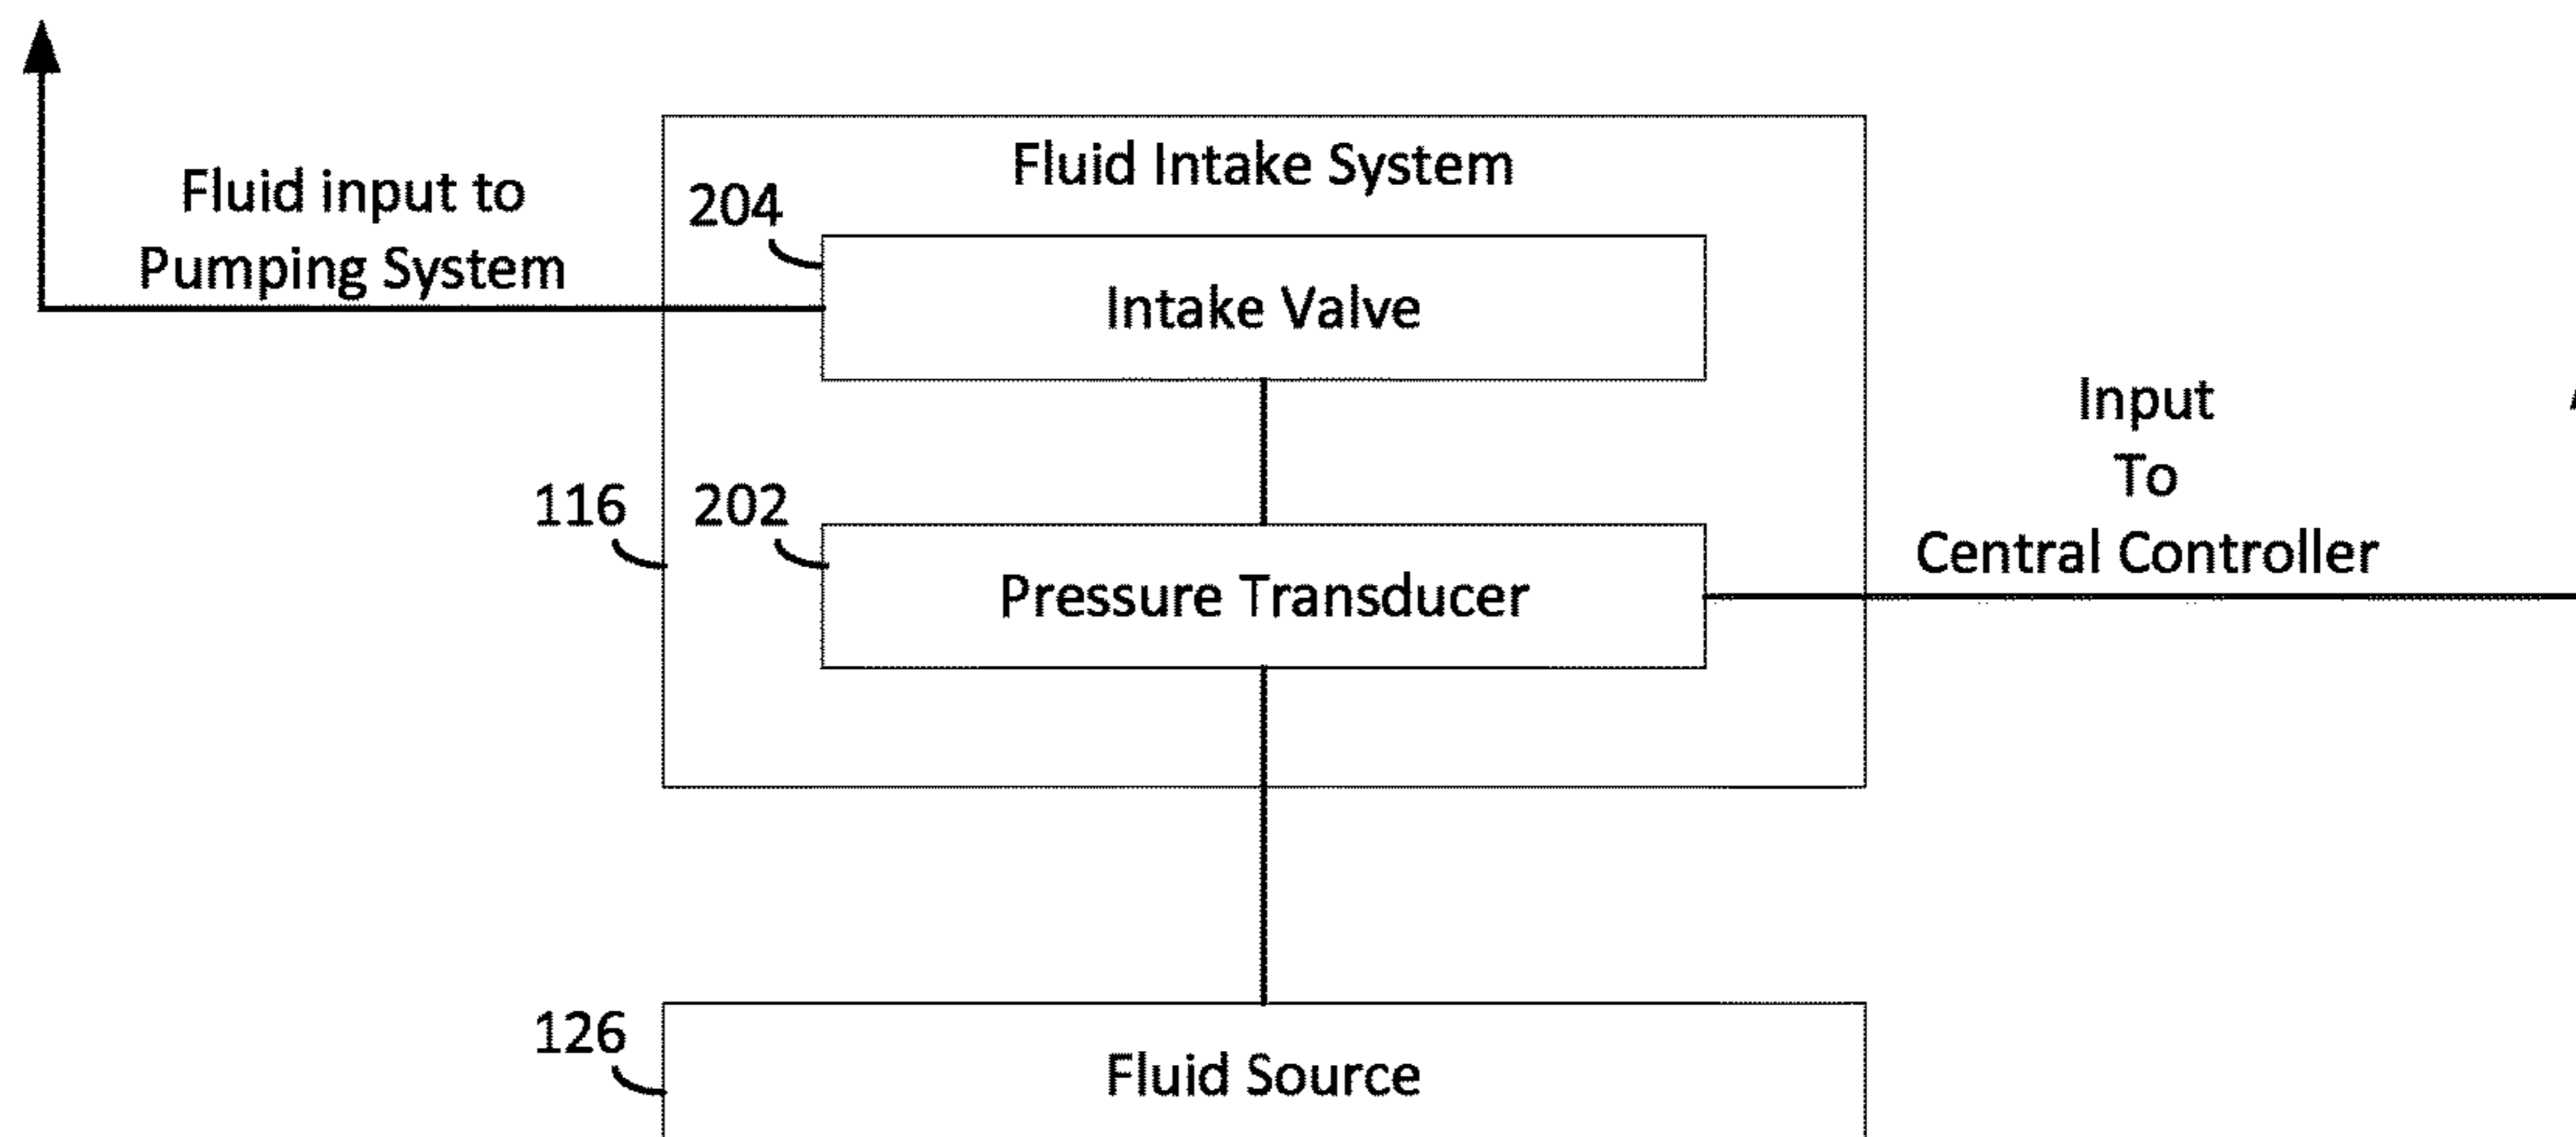 Fluid input to
Pumping System
Fluid Intake System
204
Intake Valve
116
202
Pressure Transducer
Input
To
Central Controller
126
Fluid Source